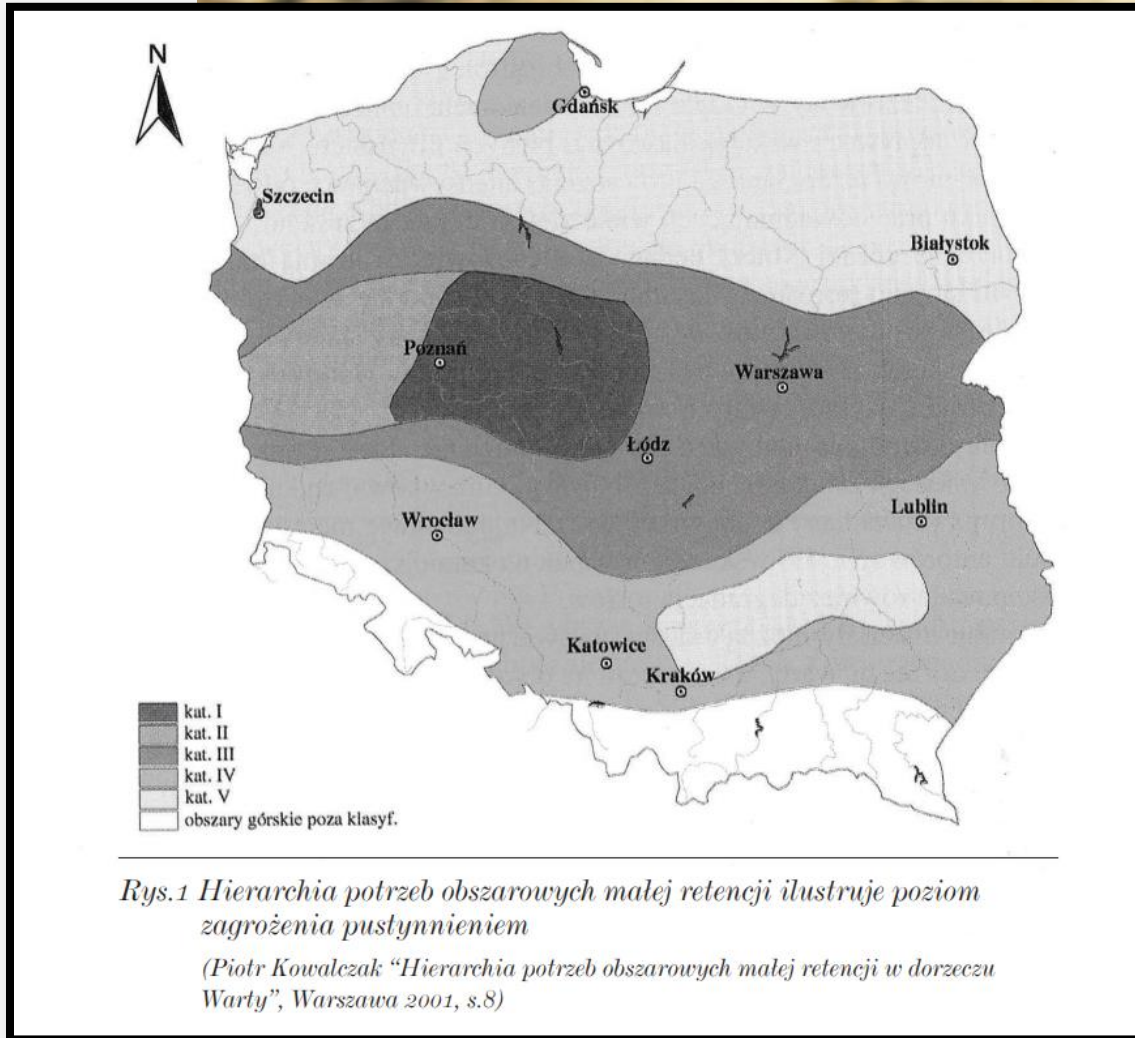 N
Gdańsk
Szczecin
Białystok
Poznań
Warszawa
Łódz
Lublin
Wrocław
Katowice
Kraków
kat. I
kat. II
kat. III
kat. IV
kat. V
obszary górskie poza klasyf.
Rys.1 Hierarchia potrzeb obszarowych małej retencji ilustruje poziom
zagrożenia pustynnieniem
(Piotr Kowalczak “Hierarchia potrzeb obszarowych małej retencji w dorzeczu
Warty”, Warszawa 2001, s.8)